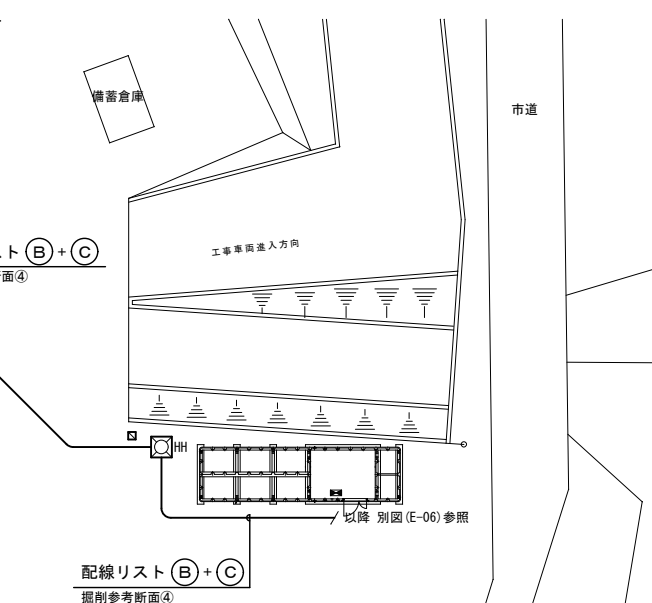 備蓄倉庫
市道
工事車両進入方向
スト Ⓑ+Ⓒ
面④
HH
以降 別図(E-06)参照
配線リスト Ⓑ+Ⓒ
掘削参考断面④